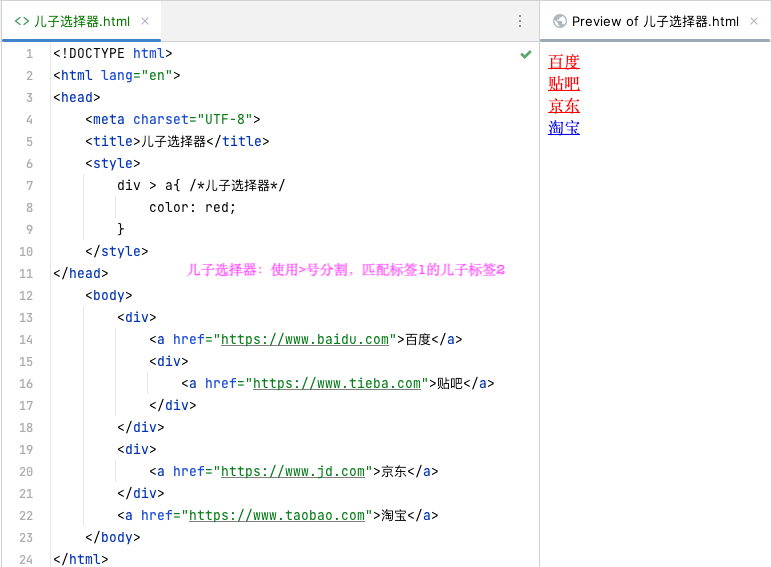 儿子选择器.html
Preview of 儿子选择器.html
1 <!DOCTYPE html>
2 <html lang="en">
3 <head>
4 <meta charset="UTF-8">
5 <title>儿子选择器</title>
6 <style>
7 div > a{ /*儿子选择器*/
8 color: red;
9 }
10 </style>
儿子选择器：使用>号分割，匹配标签1的儿子标签2
11 </head>
12 <body>
13 <div>
14 <a href="https://www.baidu.com">百度</a>
15 <div>
16 <a href="https://www.tieba.com">贴吧</a>
17 </div>
18 </div>
19 <div>
20 <a href="https://www.jd.com">京东</a>
21 </div>
22 <a href="https://www.taobao.com">淘宝</a>
23 </body>
24 </html>
百度
贴吧
京东
淘宝